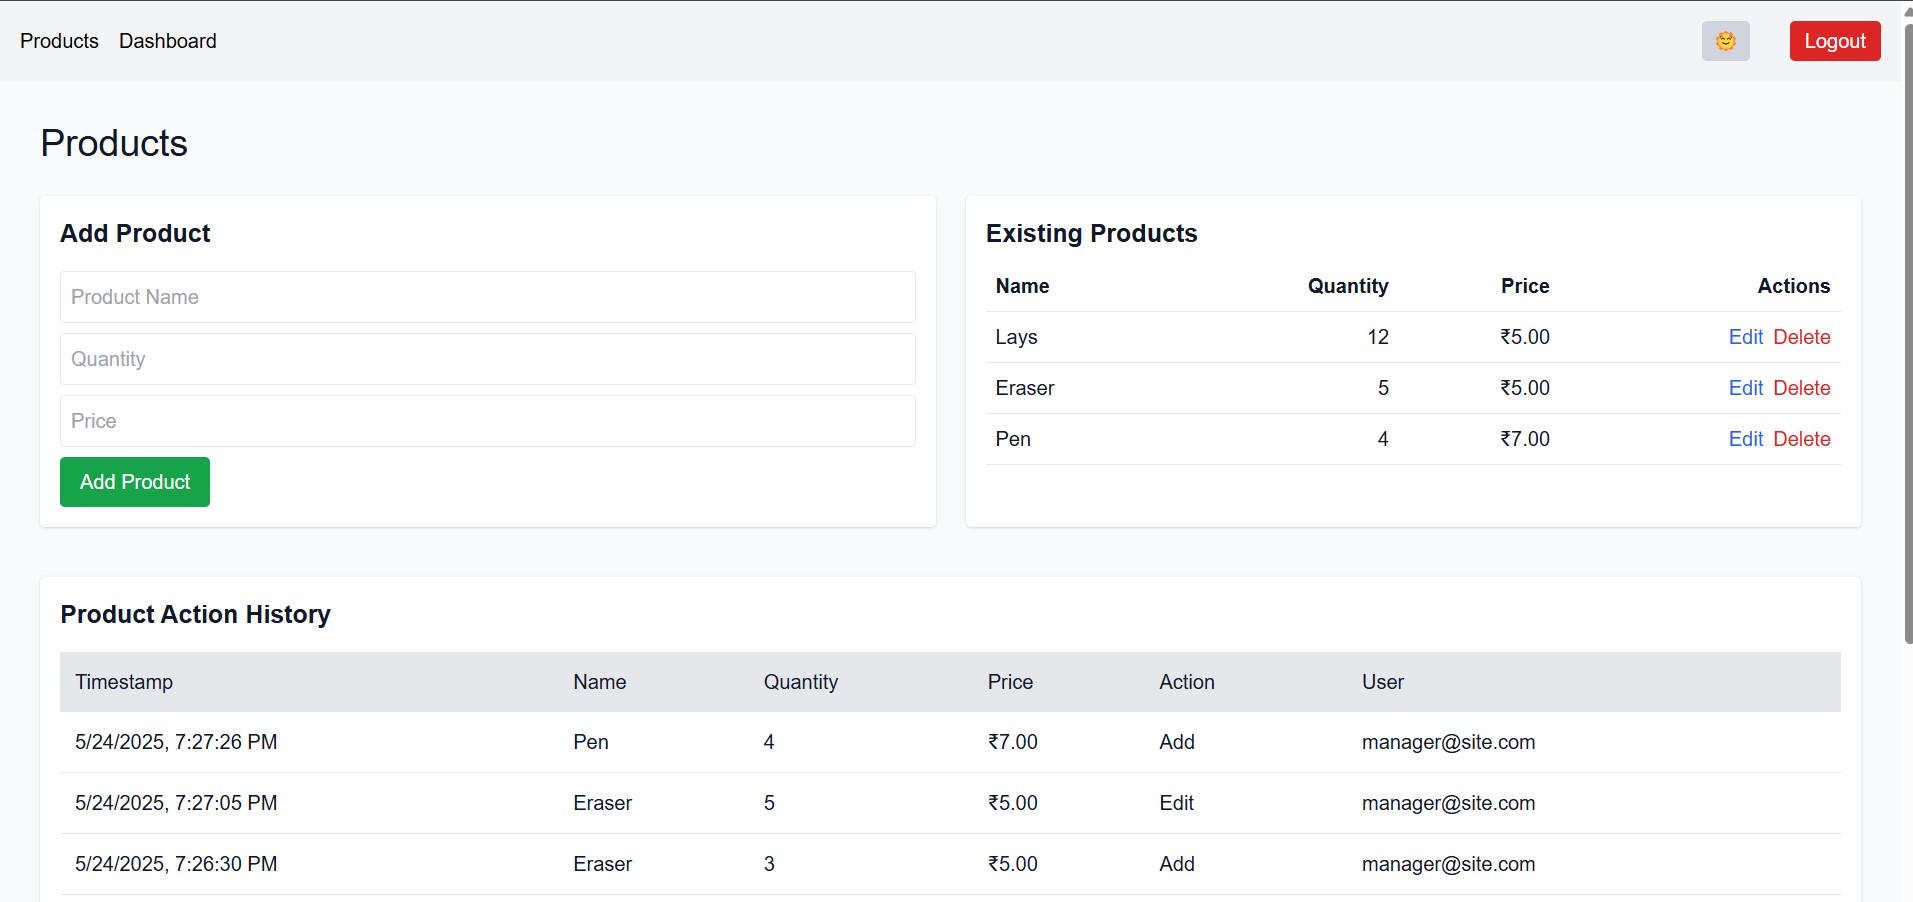 Products Dashboard Logout
Products
Add Product
Product Name
Quantity
Price
Add Product
Existing Products
Name Quantity Price Actions
Lays 12 ₹5.00 Edit Delete
Eraser 5 ₹5.00 Edit Delete
Pen 4 ₹7.00 Edit Delete
Product Action History
Timestamp Name Quantity Price Action User
5/24/2025, 7:27:26 PM Pen 4 ₹7.00 Add manager@site.com
5/24/2025, 7:27:05 PM Eraser 5 ₹5.00 Edit manager@site.com
5/24/2025, 7:26:30 PM Eraser 3 ₹5.00 Add manager@site.com